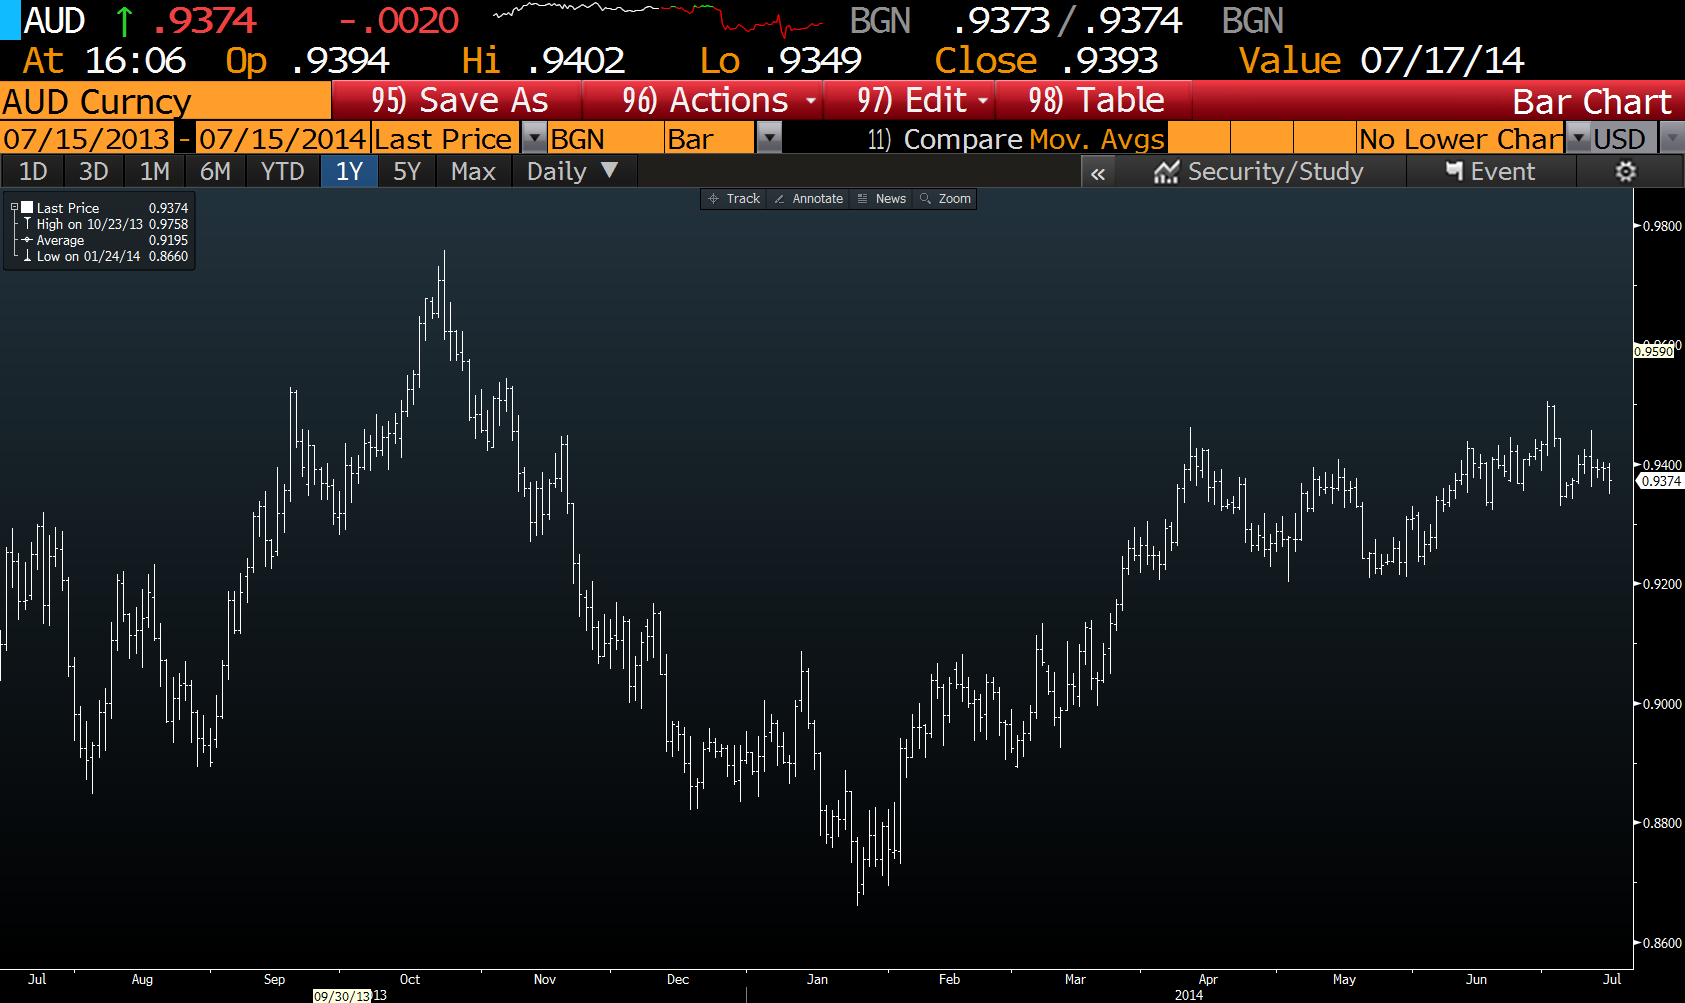 AUD ↑ .9374 -.0020 BGN .9373/.9374 BGN
At 16:06 Op .9394 Hi .9402 Lo .9349 Close .9393 Value 07/17/14
AUD Curncy 95) Save As 96) Actions 97) Edit 98) Table Bar Chart
07/15/2013 - 07/15/2014 Last Price BGN Bar 11) Compare Mov. Avgs No Lower Char USD
1D 3D 1M 6M YTD 1Y 5Y Max Daily ▼ « Security/Study Event
Track Annotate News Zoom
Last Price 0.9374
High on 10/23/13 0.9758
Average 0.9195
Low on 01/24/14 0.8660
0.9800
0.9600
0.9590
0.9400
0.9374
0.9200
0.9000
0.8800
0.8600
Jul Aug Sep Oct Nov Dec Jan Feb Mar Apr May Jun Jul
09/30/13 13 2014